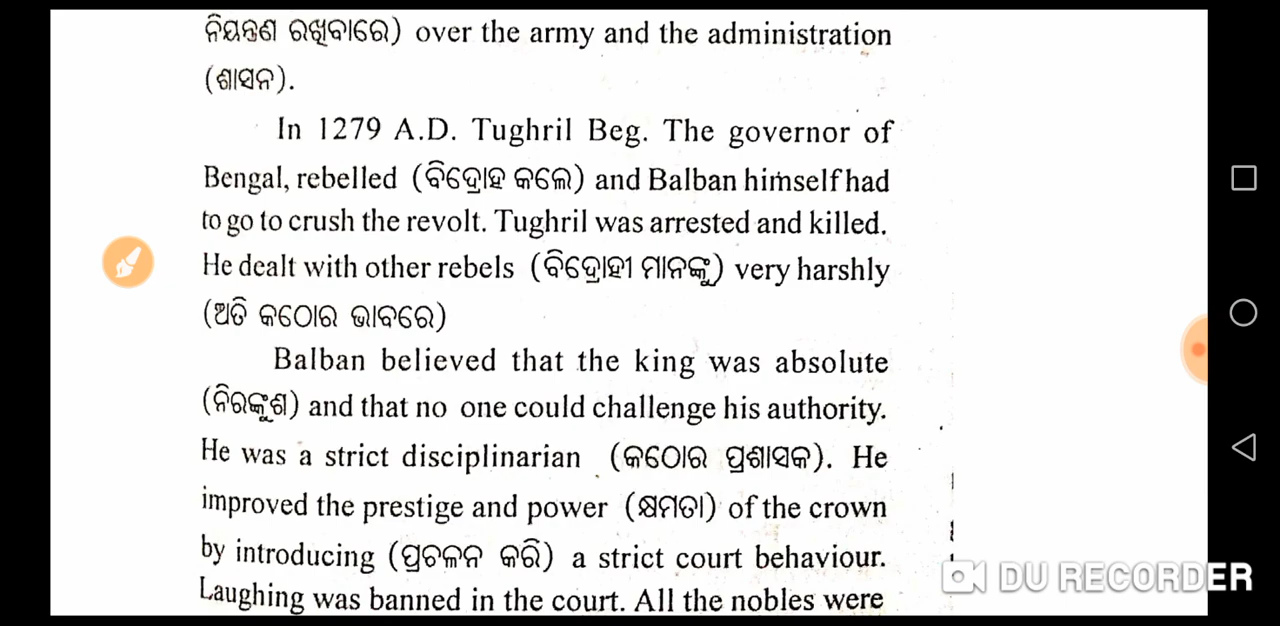 ନିୟନ୍ତ୍ରଣ ରଖିବାରେ) over the army and the administration
(ଶାସନ).
In 1279 A.D. Tughril Beg. The governor of
Bengal, rebelled (ବିଦ୍ରୋହ କଲେ) and Balban himself had
to go to crush the revolt. Tughril was arrested and killed.
He dealt with other rebels (ବିଦ୍ରୋହୀ ମାନଙ୍କୁ) very harshly
(ଅତି କଠୋର ଭାବରେ)
Balban believed that the king was absolute
(ନିରଙ୍କୁଶ) and that no one could challenge his authority.
He was a strict disciplinarian (କଠୋର ପ୍ରଶାସକ). He
improved the prestige and power (କ୍ଷମତା) of the crown
by introducing (ପ୍ରଚଳନ କରି) a strict court behaviour.
Laughing was banned in the court. All the nobles were
DU RECORDER